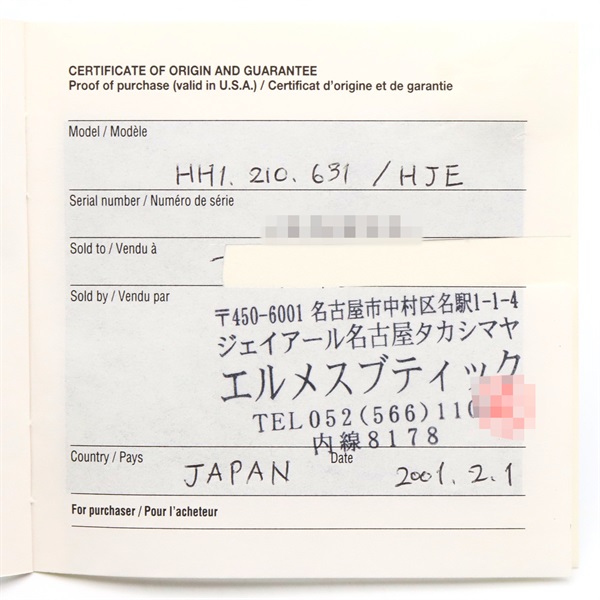 CERTIFICATE OF ORIGIN AND GUARANTEE
Proof of purchase (valid in U.S.A.) / Certificat d'origine et de garantie
Model / Modèle
HH1. 210. 631 / HJE
Serial number / Numéro de série
Sold to / Vendu à
Sold by / Vendu par
〒450-6001 名古屋市中村区名駅1-1-4
ジェイアール名古屋タカシマヤ
エルメスブティック
TEL052(566)110
内線8178
Country / Pays
JAPAN
Date
2001. 2. 1
For purchaser / Pour l'acheteur